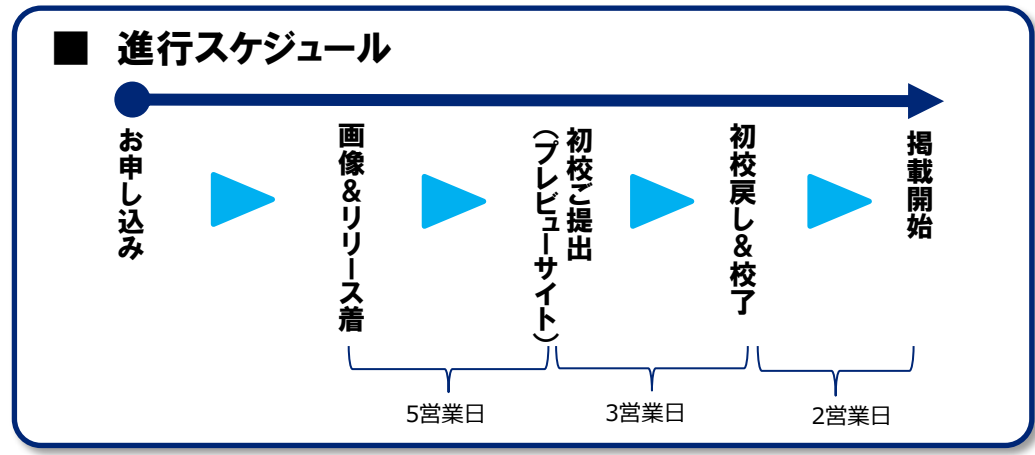 ■ 進行スケジュール
お申し込み
画像&リリース着
初校ご提出
(プレビューサイト)
初校戻し&校了
掲載開始
5営業日
3営業日
2営業日